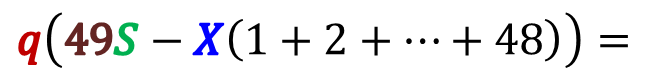 q(49S − X(1 + 2 + ⋯ + 48)) =